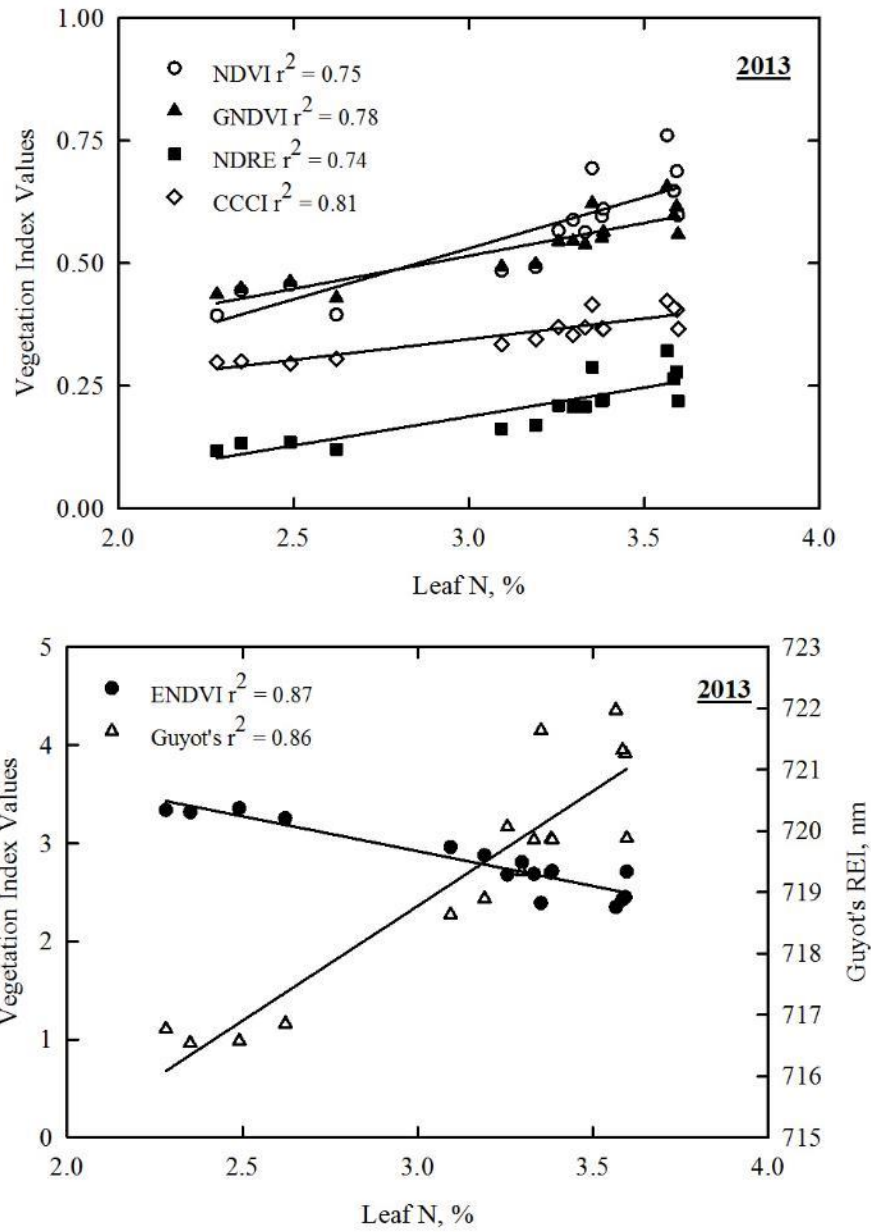 1.00
0.75
0.50
0.25
0.00
Vegetation Index Values
NDVI r² = 0.75
GNDVI r² = 0.78
NDRE r² = 0.74
CCCI r² = 0.81
2013
2.0 2.5 3.0 3.5 4.0
Leaf N, %
5
4
3
2
1
0
Vegetation Index Values
ENDVI r² = 0.87
Guyot's r² = 0.86
2013
723
722
721
720
719
718
717
716
715
Guyot's REI, nm
2.0 2.5 3.0 3.5 4.0
Leaf N, %